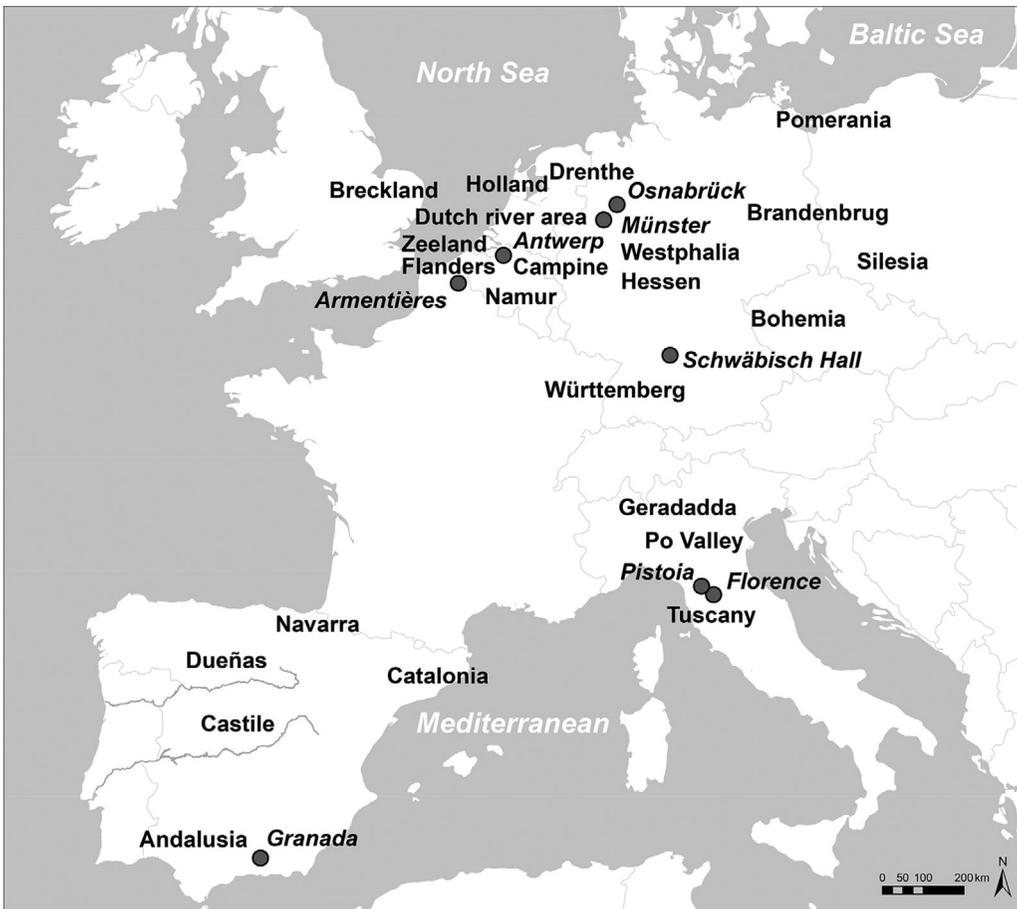 Baltic Sea
North Sea
Pomerania
Drenthe
Holland
Breckland
Osnabrück
Dutch river area
Münster
Brandenbrug
Zeeland
Antwerp
Westphalia
Flanders
Campine
Silesia
Hessen
Armentières
Namur
Bohemia
Schwäbisch Hall
Württemberg
Geradadda
Po Valley
Pistoia
Florence
Tuscany
Navarra
Dueñas
Catalonia
Castile
Mediterranean
Andalusia
Granada
N
0 50 100 200 km